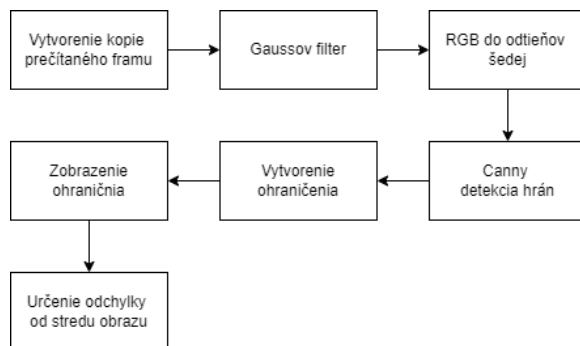 Vytvorenie kopie
prečítaného framu
Gaussov filter
RGB do odtieňov
šedej
Canny
detekcia hrán
Vytvorenie
ohraničenia
Zobrazenie
ohraničnia
Určenie odchylky
od stredu obrazu